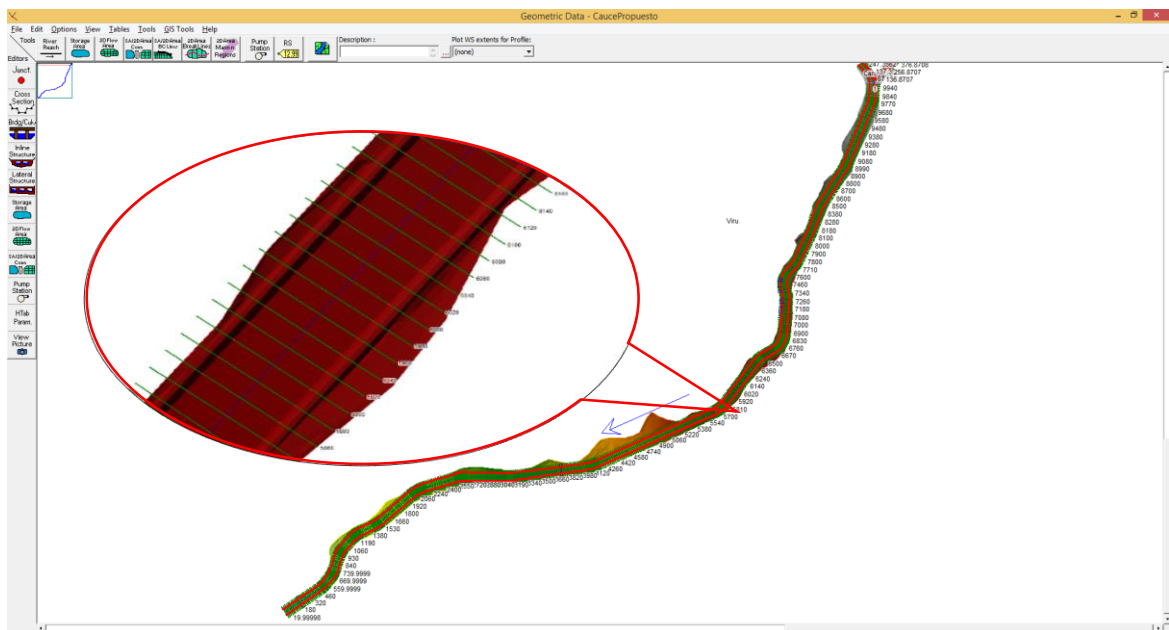 Geometric Data - CaucePropuesto
File Edit Options View Tables Tools GIS Tools Help
Tools
Editors
River Reach
Storage Area
2D Flow Area
SA/2D Area Conn
SA/2D Area BC Lines
2D Area BreakLines
2D Area Mann n Regions
Pump Station
RS
Description :
...
Plot WS extents for Profile:
(none)
Junct.
Cross Section
Brdg/Culv
Inline Structure
Lateral Structure
Storage Area
2D Flow Area
SA/2D Area Conn
Pump Station
HTab Param.
View Picture
Viru
9940
9840
9770
9680
9580
9480
9380
9280
9180
9080
8990
8900
8800
8700
8600
8500
8380
8280
8180
8100
8000
7900
7800
7710
7600
7460
7340
7260
7180
7080
7000
6900
6830
6760
6670
6500
6360
6240
6140
6020
5920
5700
5540
5380
5220
5060
4900
4740
4580
4420
4260
2400
2240
2060
1920
1800
1660
1530
1380
1190
1060
930
840
739.9999
669.9999
559.9999
460
320
180
19.99998
6140
6120
6100
6060